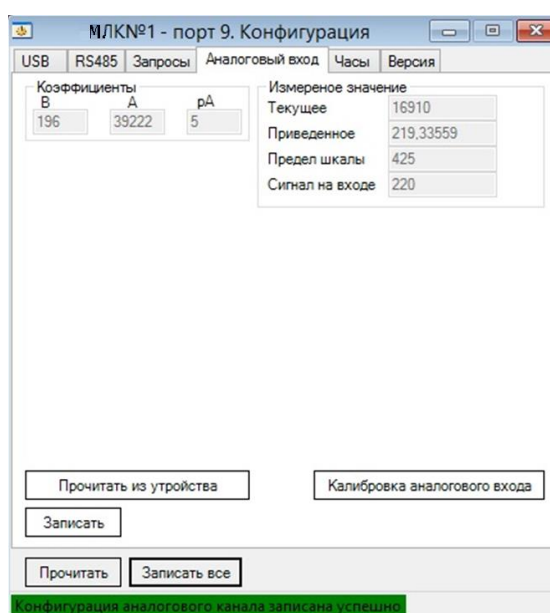 МЛК№1 - порт 9. Конфигурация
USB RS485 Запросы Аналоговый вход Часы Версия
Коэффициенты
B A pA
196 39222 5
Измереное значение
Текущее 16910
Приведенное 219,33559
Предел шкалы 425
Сигнал на входе 220
Прочитать из утройства
Калибровка аналогового входа
Записать
Прочитать Записать все
Конфигурация аналогового канала записана успешно